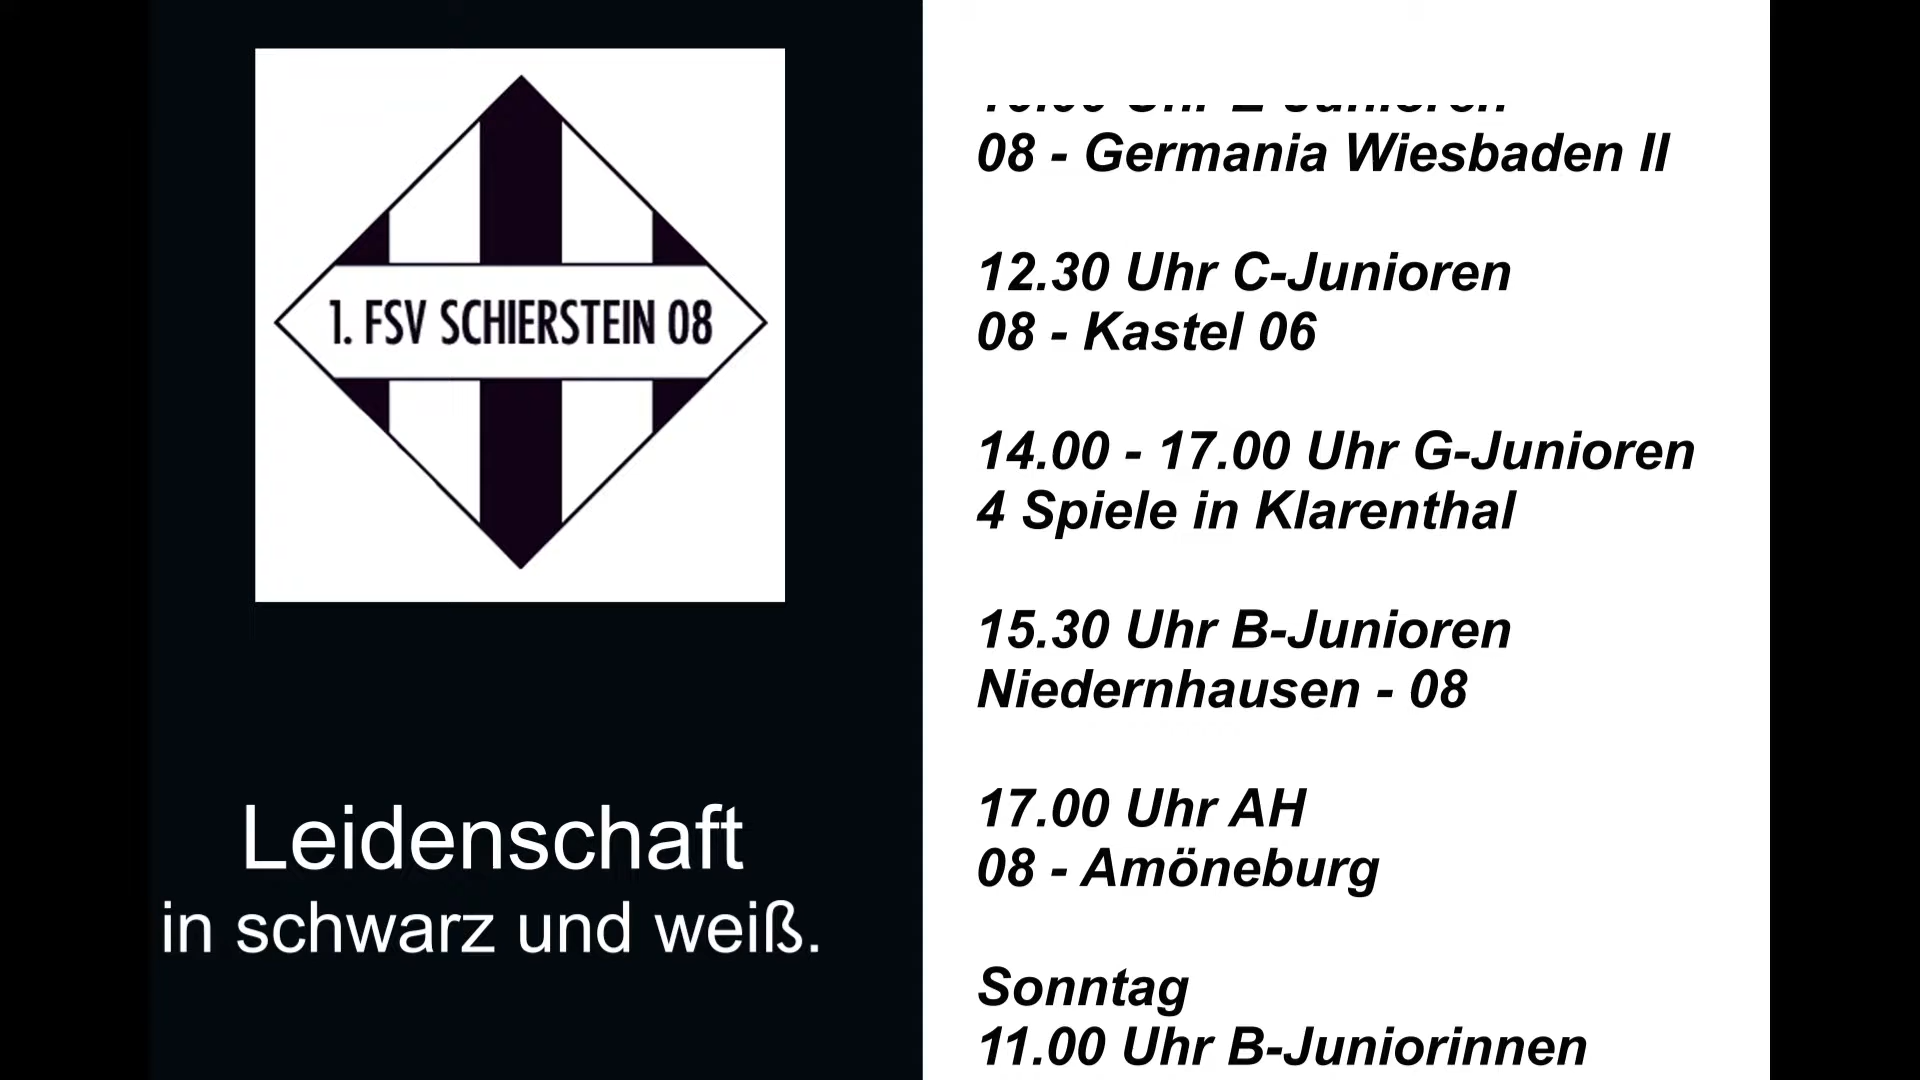 1. FSV SCHIERSTEIN 08
Leidenschaft
in schwarz und weiß.
Uhr E-Junioren
08 - Germania Wiesbaden II
12.30 Uhr C-Junioren
08 - Kastel 06
14.00 - 17.00 Uhr G-Junioren
4 Spiele in Klarenthal
15.30 Uhr B-Junioren
Niedernhausen - 08
17.00 Uhr AH
08 - Amöneburg
Sonntag
11.00 Uhr B-Juniorinnen